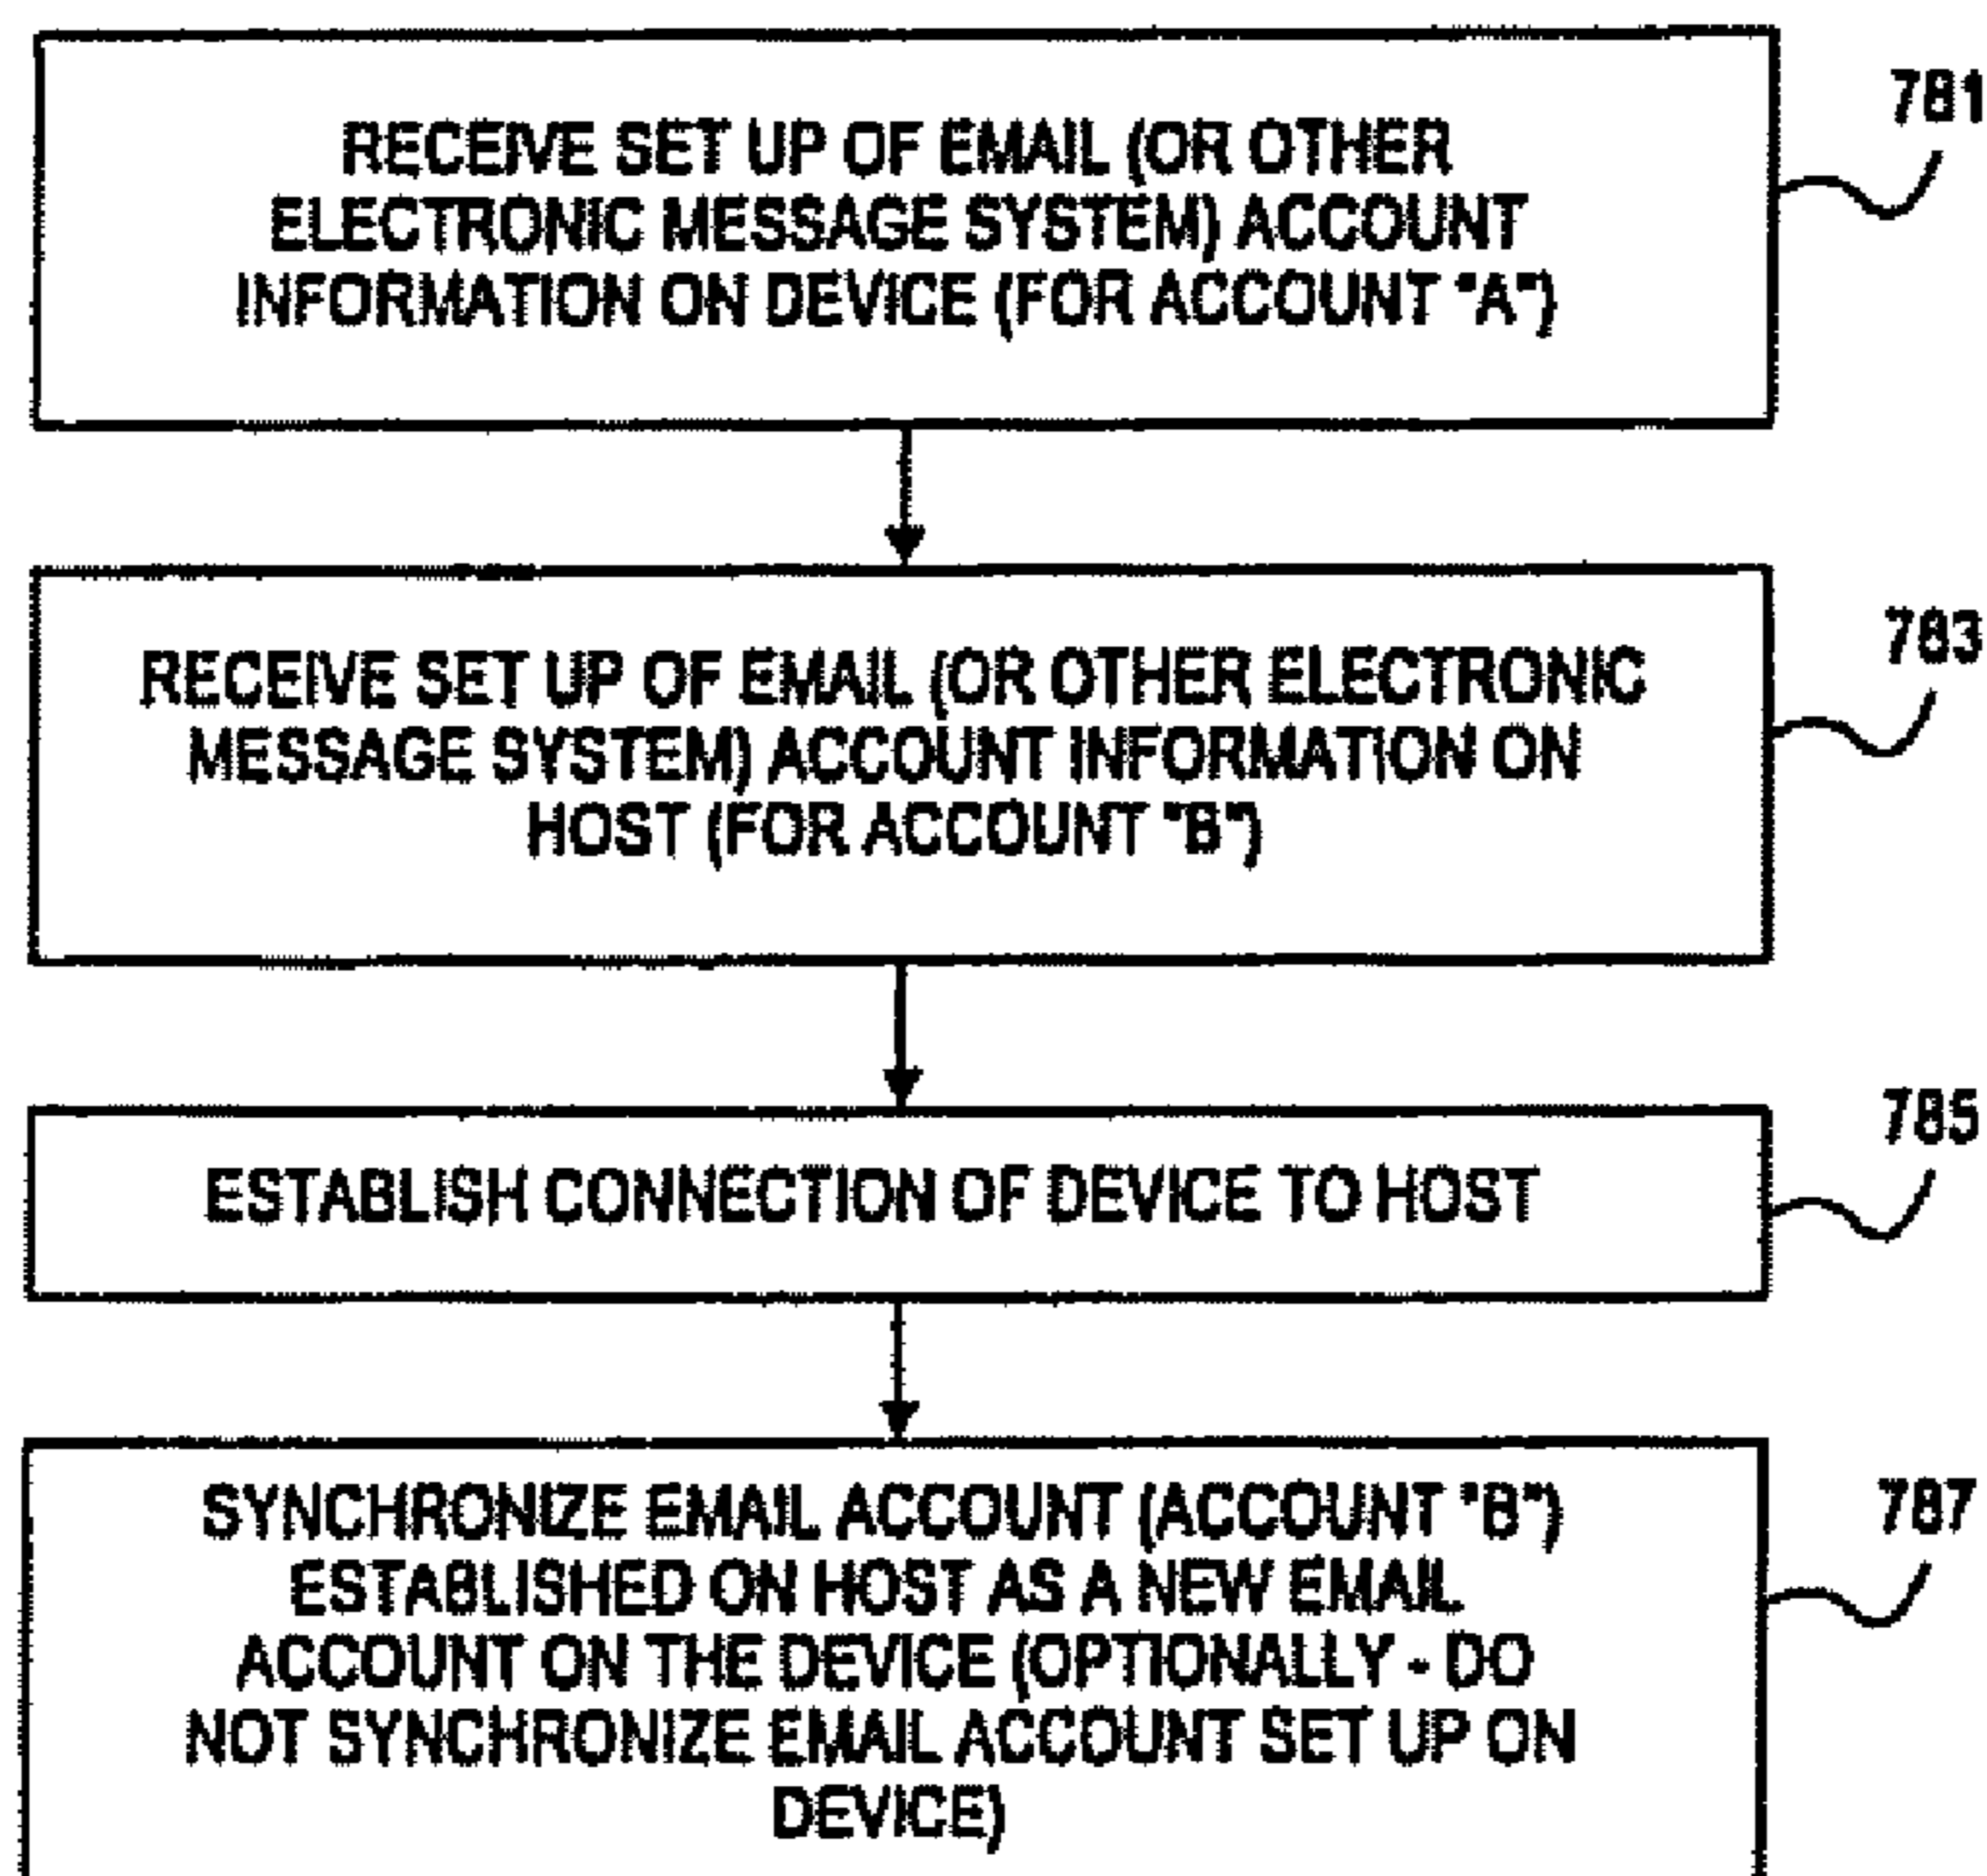 RECEIVE SET UP OF EMAIL (OR OTHER
ELECTRONIC MESSAGE SYSTEM) ACCOUNT
INFORMATION ON DEVICE (FOR ACCOUNT "A")
781
RECEIVE SET UP OF EMAIL (OR OTHER ELECTRONIC
MESSAGE SYSTEM) ACCOUNT INFORMATION ON
HOST (FOR ACCOUNT "B")
783
ESTABLISH CONNECTION OF DEVICE TO HOST
785
SYNCHRONIZE EMAIL ACCOUNT (ACCOUNT "B")
ESTABLISHED ON HOST AS A NEW EMAIL
ACCOUNT ON THE DEVICE (OPTIONALLY - DO
NOT SYNCHRONIZE EMAIL ACCOUNT SET UP ON
DEVICE)
787